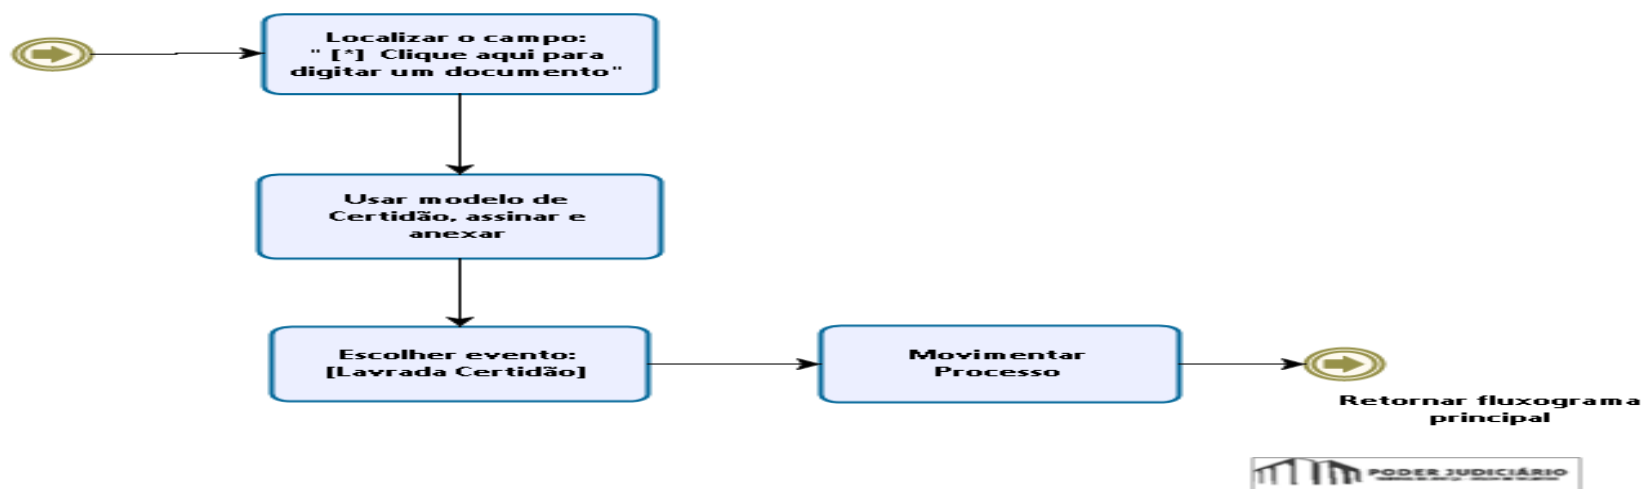 Localizar o campo:
" [*] Clique aqui para
digitar um documento"
Usar modelo de
Certidão, assinar e
anexar
Escolher evento:
[Lavrada Certidão]
Movimentar
Processo
Retornar fluxograma
principal
PODER JUDICIÁRIO